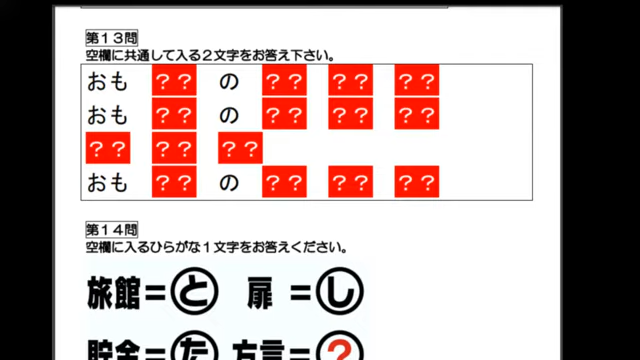 第１３問
空欄に共通して入る２文字をお答え下さい。
おも ？？ の ？？ ？？ ？？
おも ？？ の ？？ ？？ ？？
？？ ？？ ？？
おも ？？ の ？？ ？？ ？？
第１４問
空欄に入るひらがな１文字をお答えください。
旅館＝と 扉＝し
貯金＝た 方言＝？